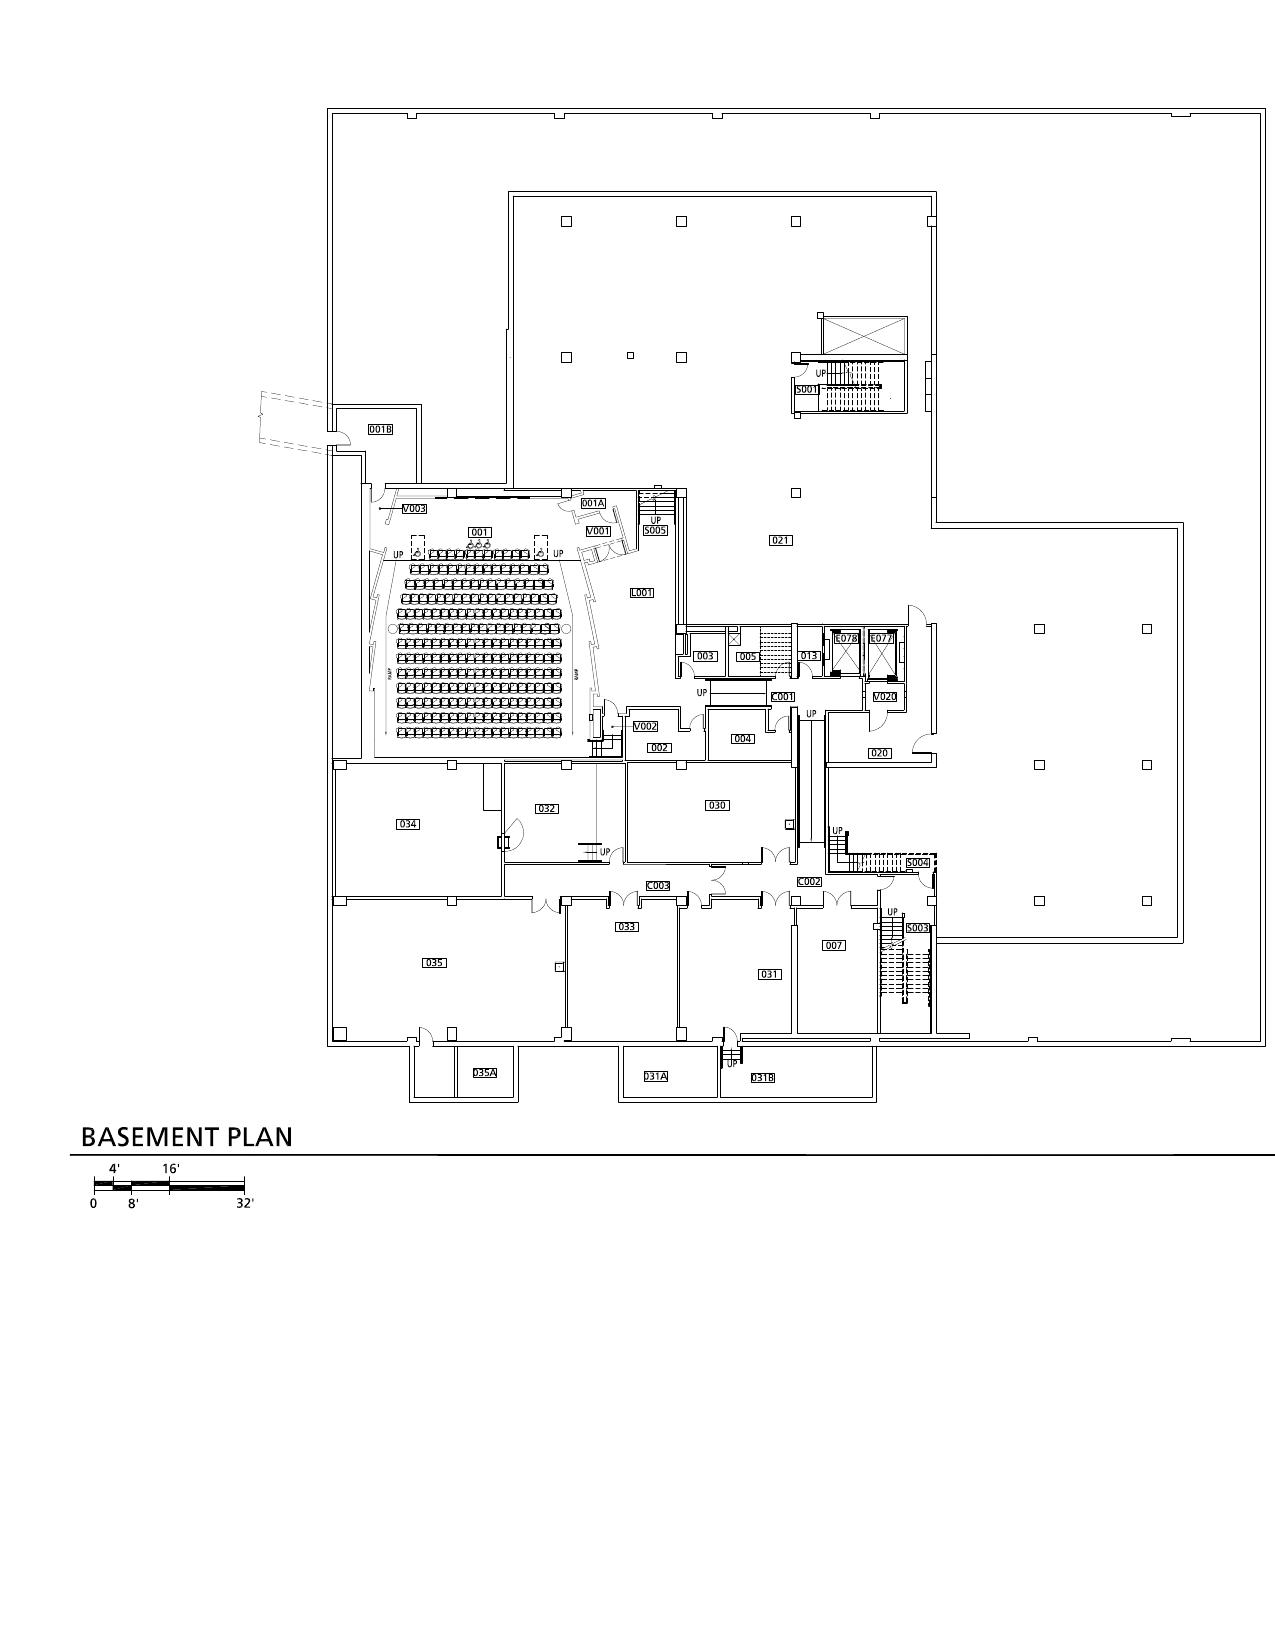 UP
S001
001B
001A
V003
UP
V001
S005
001
021
UP
UP
L001
E078
E077
003
005
013
RAMP
RAMP
UP
C001
V020
UP
V002
004
002
020
030
032
034
UP
UP
S004
C002
C003
UP
033
S003
007
035
031
UP
035A
031A
031B
BASEMENT PLAN
4' 16'
0 8' 32'